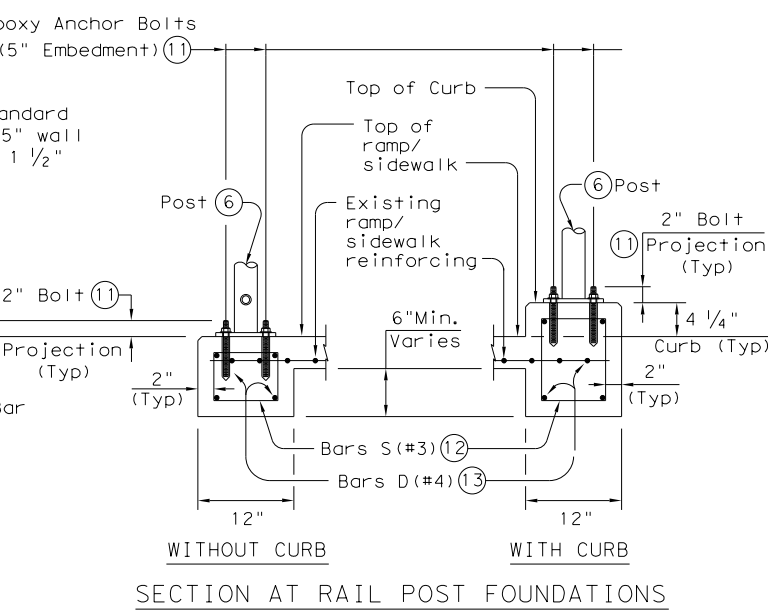 Anchor Bolts
(5" Embedment) 11
5" wall
1 1/2"
Top of Curb
Top of
ramp/
sidewalk
Post 6
6 Post
Existing
ramp/
sidewalk
reinforcing
2" Bolt
11 Projection
(Typ)
2" Bolt 11
Projection
(Typ)
6"Min.
Varies
4 1/4"
Curb (Typ)
2"
(Typ)
2"
(Typ)
Bars S(#3) 12
Bars D(#4) 13
12"
12"
WITHOUT CURB
WITH CURB
SECTION AT RAIL POST FOUNDATIONS